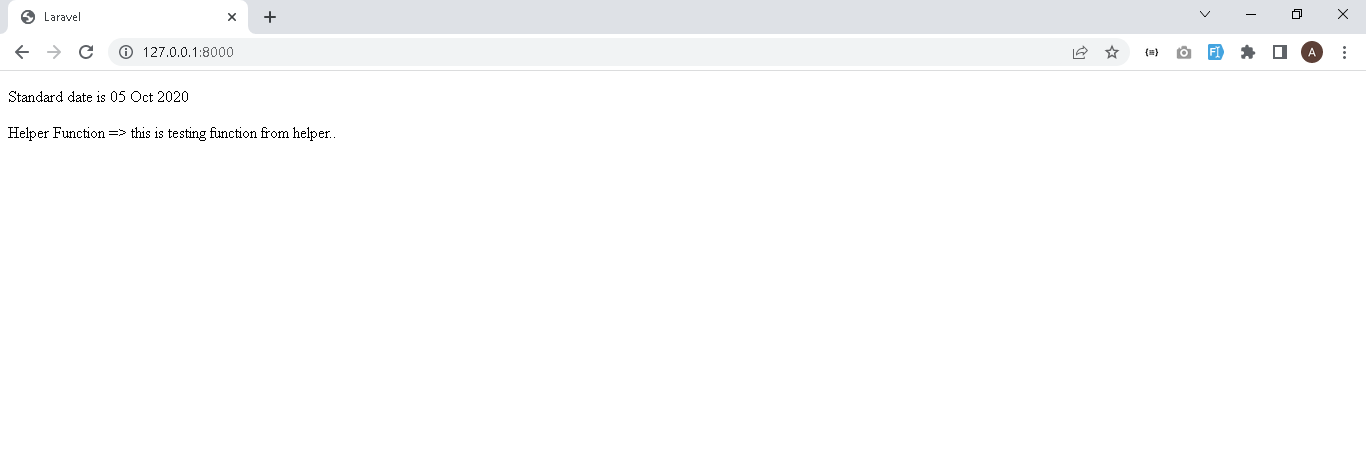 Laravel
127.0.0.1:8000
A
Standard date is 05 Oct 2020
Helper Function => this is testing function from helper..